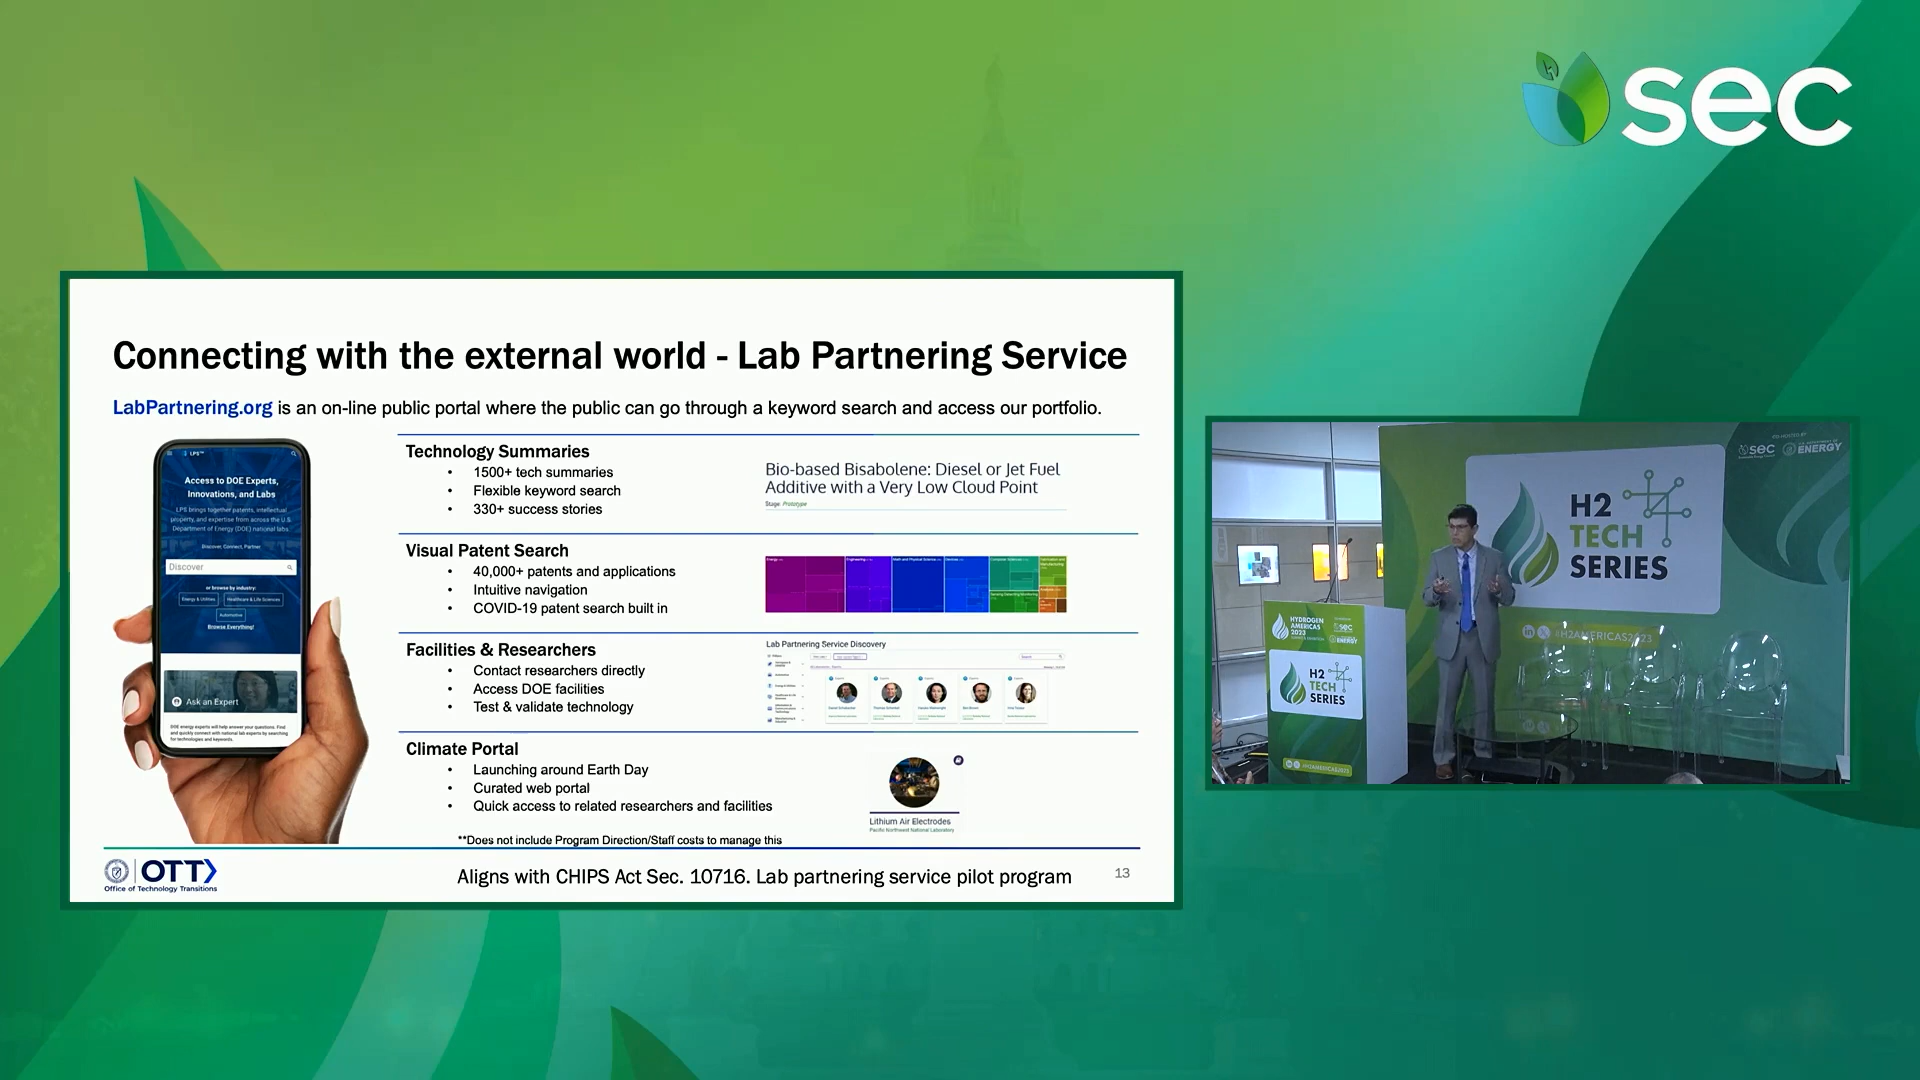 sec
Connecting with the external world - Lab Partnering Service
LabPartnering.org is an on-line public portal where the public can go through a keyword search and access our portfolio.
LPS™
Access to DOE Experts,
Innovations, and Labs
LPS brings together patents, intellectual
property, and expertise from across the U.S.
Department of Energy (DOE) national labs.
Discover, Connect, Partner
Discover
or browse by industry:
Energy & Utilities
Healthcare & Life Sciences
Automotive
Browse Everything!
Ask an Expert
DOE energy experts will help answer your questions. Find
and quickly connect with national lab experts by searching
for technologies and keywords.
Technology Summaries
• 1500+ tech summaries
• Flexible keyword search
• 330+ success stories
Bio-based Bisabolene: Diesel or Jet Fuel
Additive with a Very Low Cloud Point
Stage: Prototype
Visual Patent Search
• 40,000+ patents and applications
• Intuitive navigation
• COVID-19 patent search built in
Facilities & Researchers
• Contact researchers directly
• Access DOE facilities
• Test & validate technology
Lab Partnering Service Discovery
Climate Portal
• Launching around Earth Day
• Curated web portal
• Quick access to related researchers and facilities
Lithium Air Electrodes
Pacific Northwest National Laboratory
**Does not include Program Direction/Staff costs to manage this
OTT
Office of Technology Transitions
Aligns with CHIPS Act Sec. 10716. Lab partnering service pilot program
13
sec
ENERGY
H2
TECH
SERIES
#H2AMERICAS2023
HYDROGEN
AMERICAS
2023
sec
ENERGY
H2
TECH
SERIES
#H2AMERICAS2023